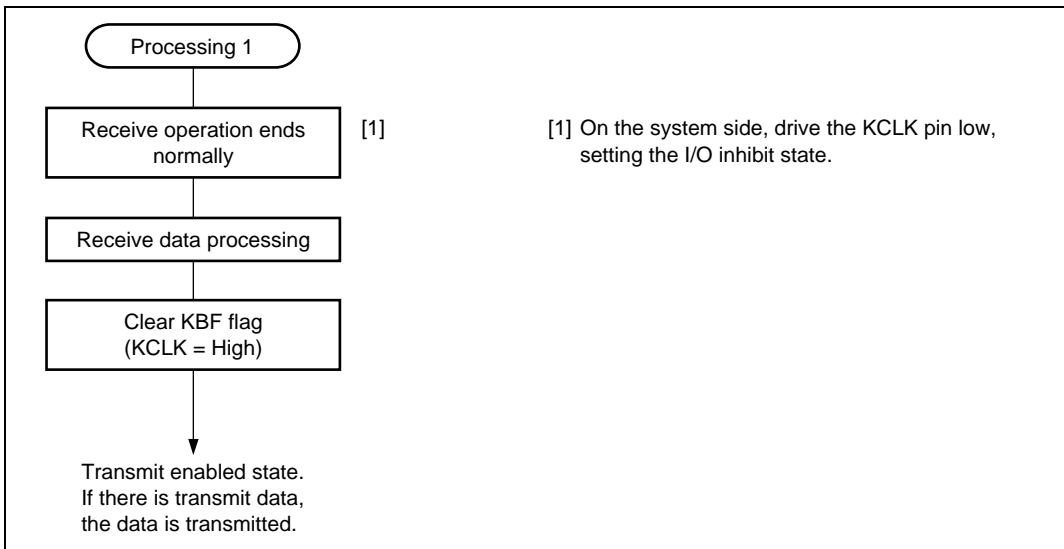 Processing 1
Receive operation ends
normally
[1]
[1] On the system side, drive the KCLK pin low,
setting the I/O inhibit state.
Receive data processing
Clear KBF flag
(KCLK = High)
Transmit enabled state.
If there is transmit data,
the data is transmitted.